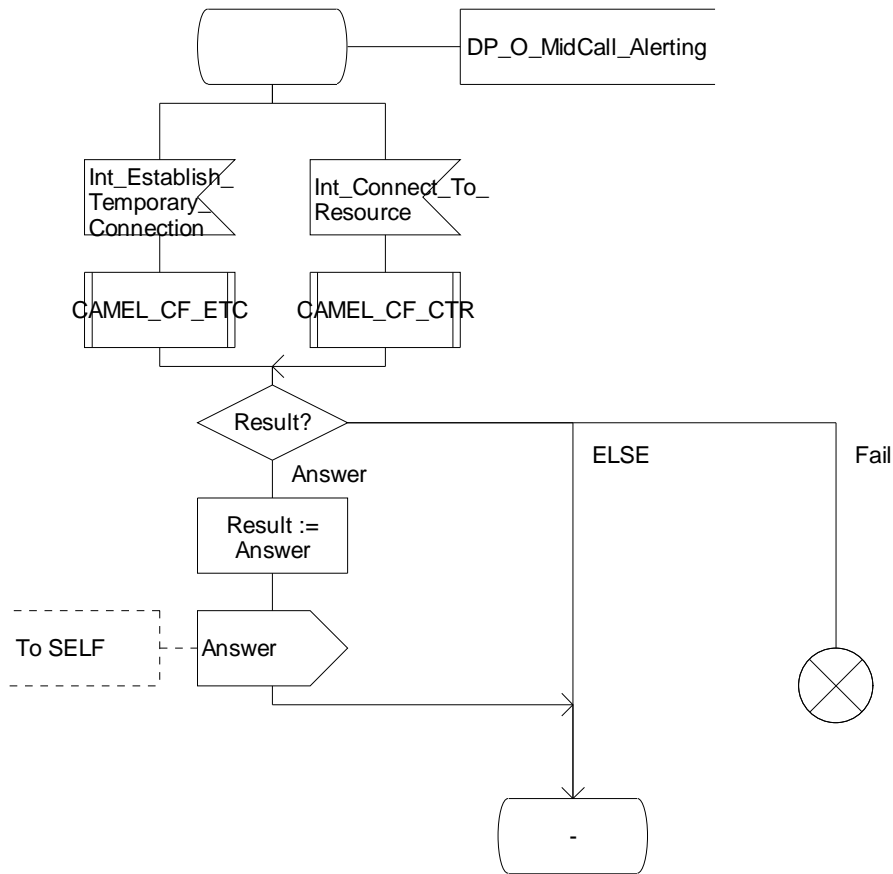 DP_O_MidCall_Alerting
Int_Establish_
Temporary_
Connection
Int_Connect_To_
Resource
CAMEL_CF_ETC
CAMEL_CF_CTR
Result?
ELSE
Fail
Answer
Result :=
Answer
To SELF
Answer
-